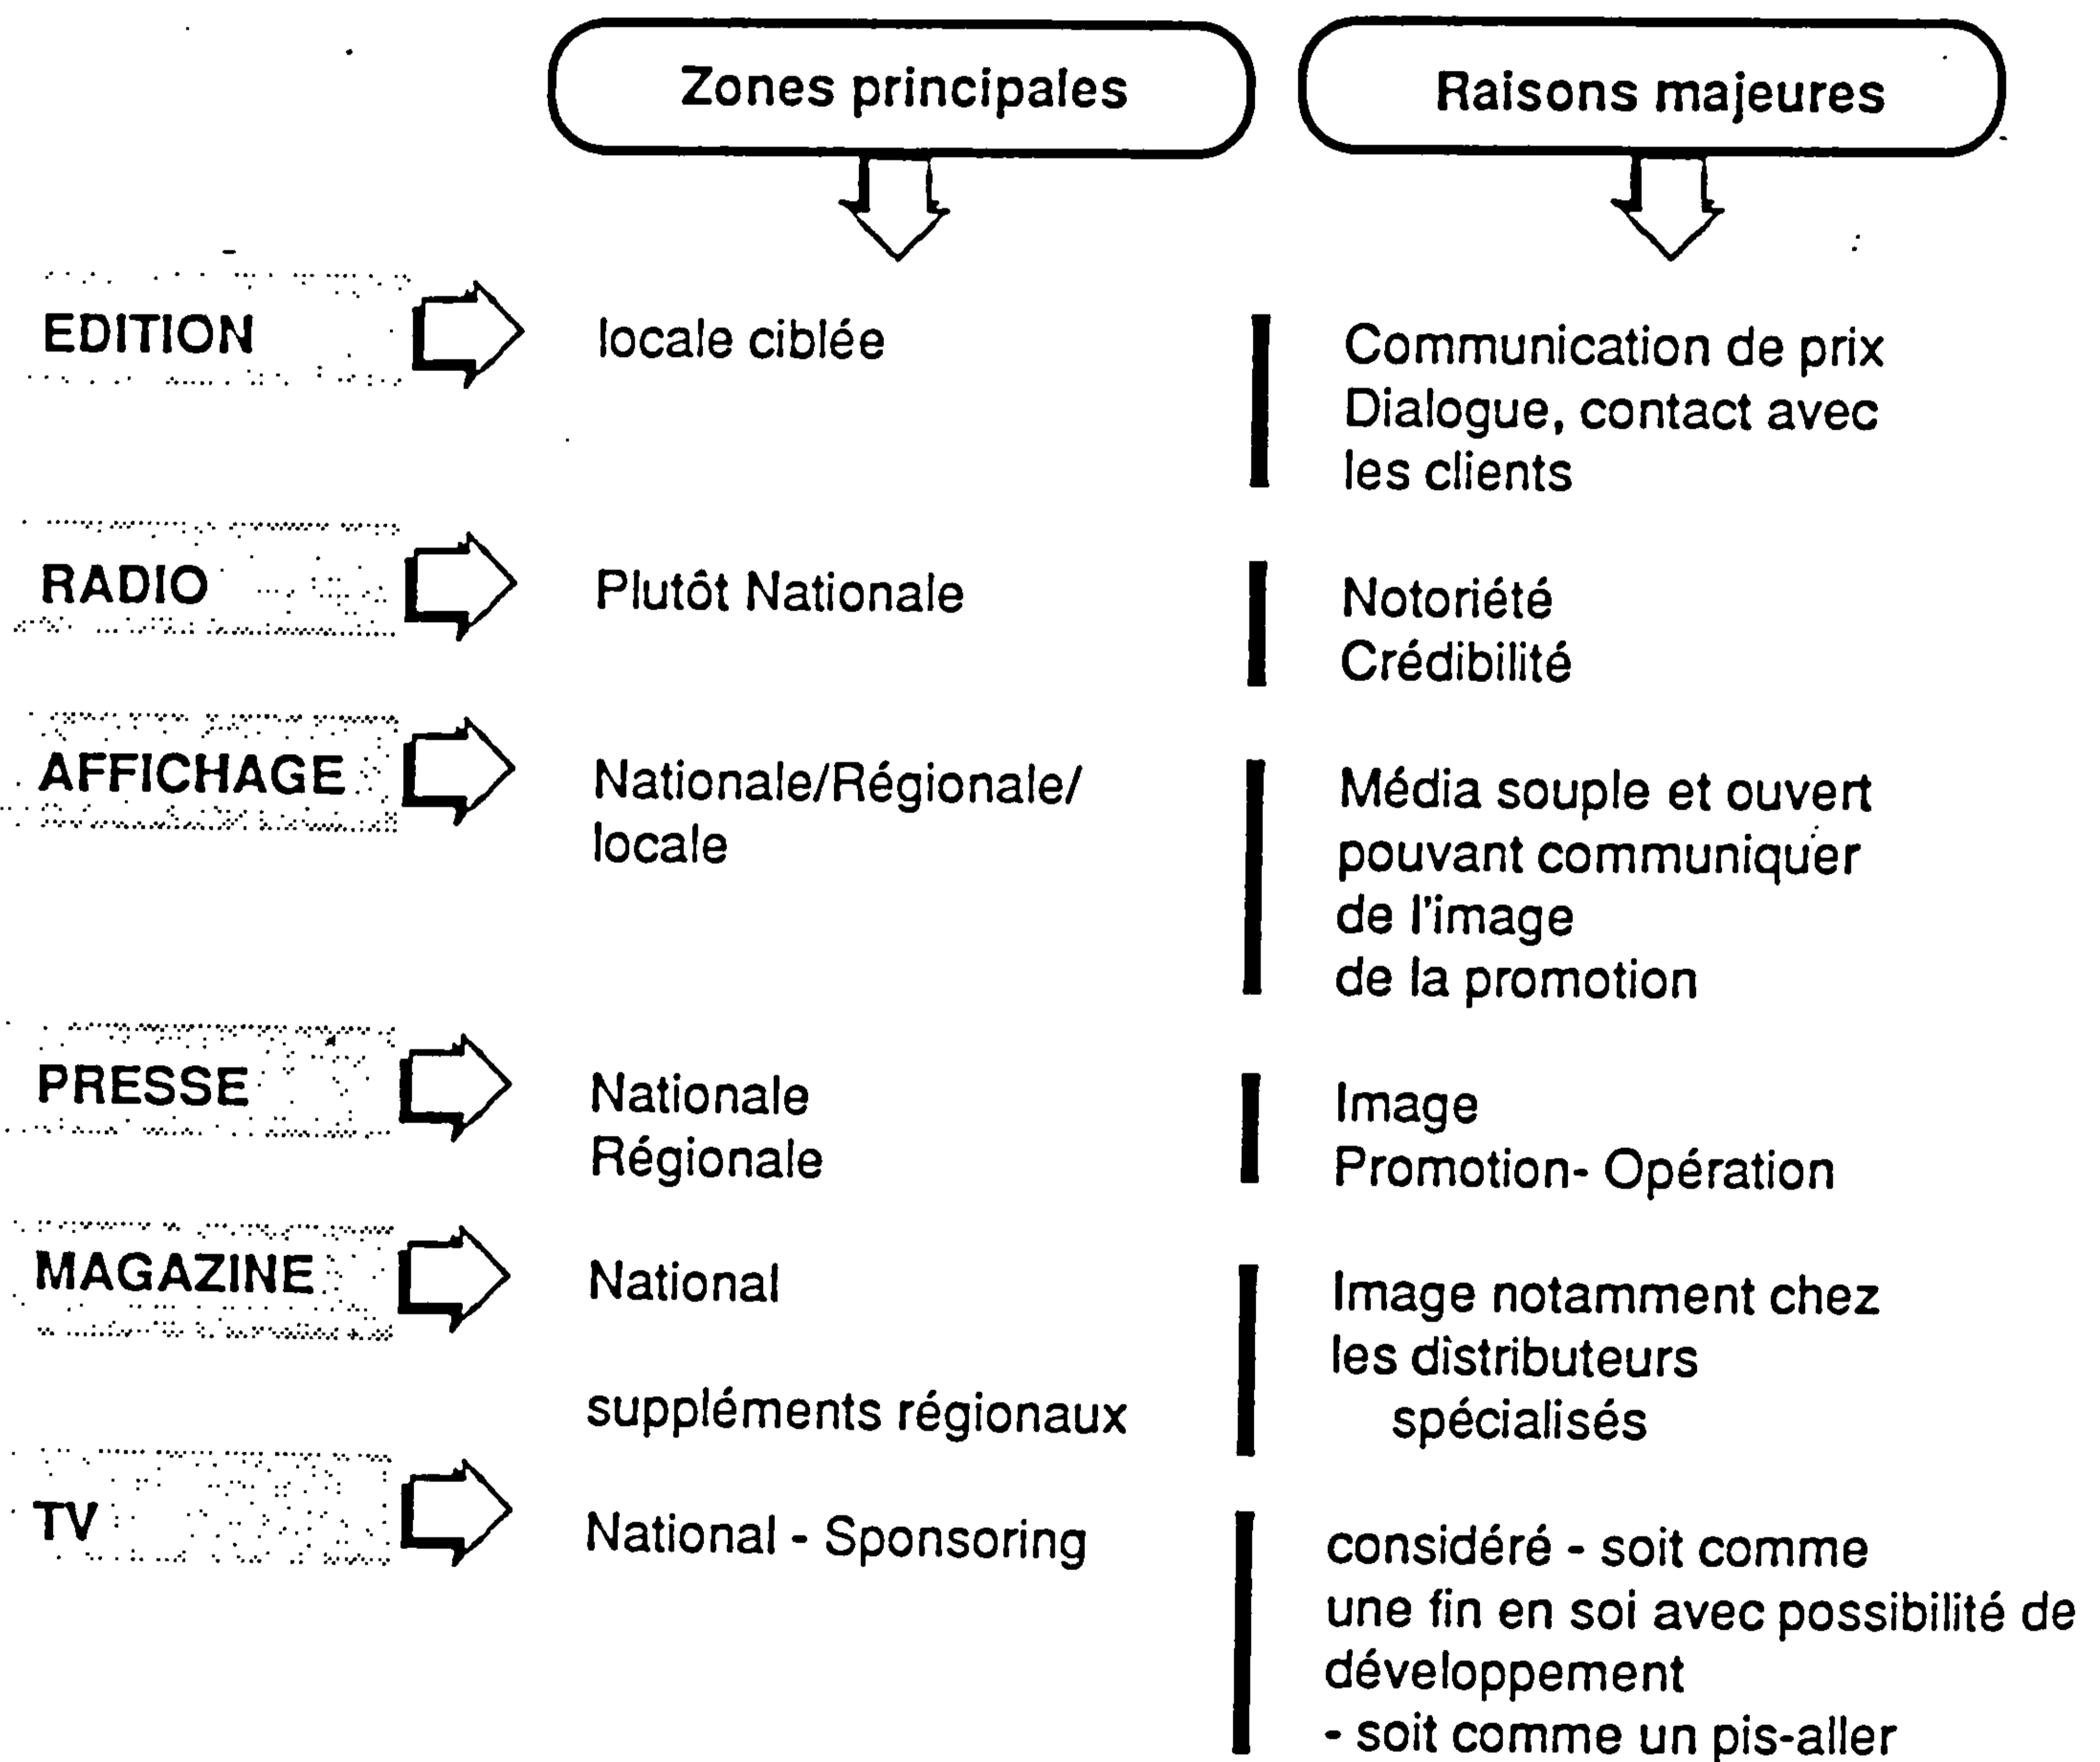 Zones principales
Raisons majeures
EDITION
locale ciblée
Communication de prix
Dialogue, contact avec
les clients
RADIO
Plutôt Nationale
Notoriété
Crédibilité
AFFICHAGE
Nationale/Régionale/
locale
Média souple et ouvert
pouvant communiquer
de l'image
de la promotion
PRESSE
Nationale
Régionale
Image
Promotion- Opération
MAGAZINE
National
suppléments régionaux
Image notamment chez
les distributeurs
spécialisés
TV
National - Sponsoring
considéré - soit comme
une fin en soi avec possibilité de
développement
- soit comme un pis-aller